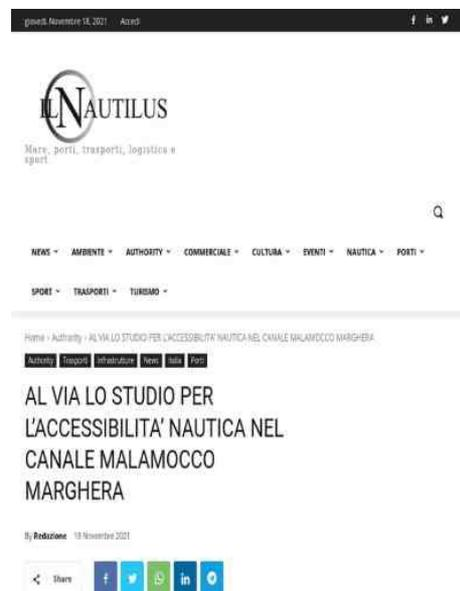 giovedì, Novembre 18, 2021 Accedi
IL NAUTILUS
Mare, porti, trasporti, logistica e
sport
NEWS AMBIENTE AUTHORITY COMMERCIALE CULTURA EVENTI NAUTICA PORTI
SPORT TRASPORTI TURISMO
Home › Authority › AL VIA LO STUDIO PER L'ACCESSIBILITA' NAUTICA NEL CANALE MALAMOCCO MARGHERA
Authority Trasporti Infrastrutture News Italia Porti
AL VIA LO STUDIO PER
L'ACCESSIBILITA' NAUTICA NEL
CANALE MALAMOCCO
MARGHERA
By Redazione 18 Novembre 2021
Share